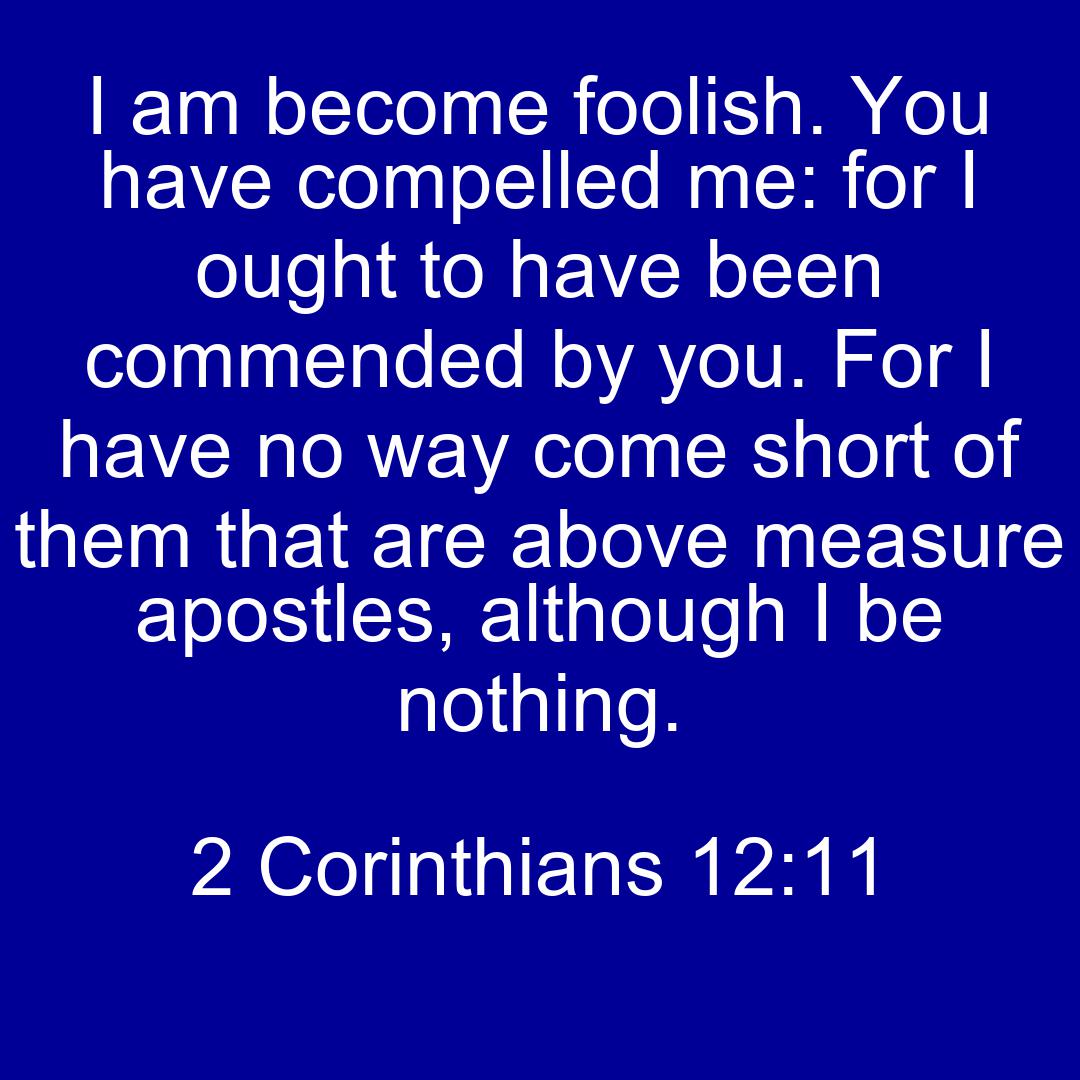 I am become foolish. You
have compelled me: for I
ought to have been
commended by you. For I
have no way come short of
them that are above measure
apostles, although I be
nothing.
2 Corinthians 12:11